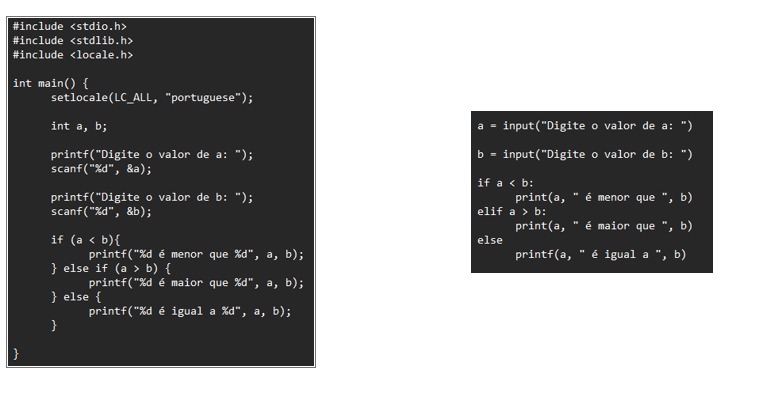 #include <stdio.h>
#include <stdlib.h>
#include <locale.h>
int main() {
setlocale(LC_ALL, "portuguese");
int a, b;
printf("Digite o valor de a: ");
scanf("%d", &a);
printf("Digite o valor de b: ");
scanf("%d", &b);
if (a < b){
printf("%d é menor que %d", a, b);
} else if (a > b) {
printf("%d é maior que %d", a, b);
} else {
printf("%d é igual a %d", a, b);
}
}
a = input("Digite o valor de a: ")
b = input("Digite o valor de b: ")
if a < b:
print(a, " é menor que ", b)
elif a > b:
print(a, " é maior que ", b)
else
printf(a, " é igual a ", b)